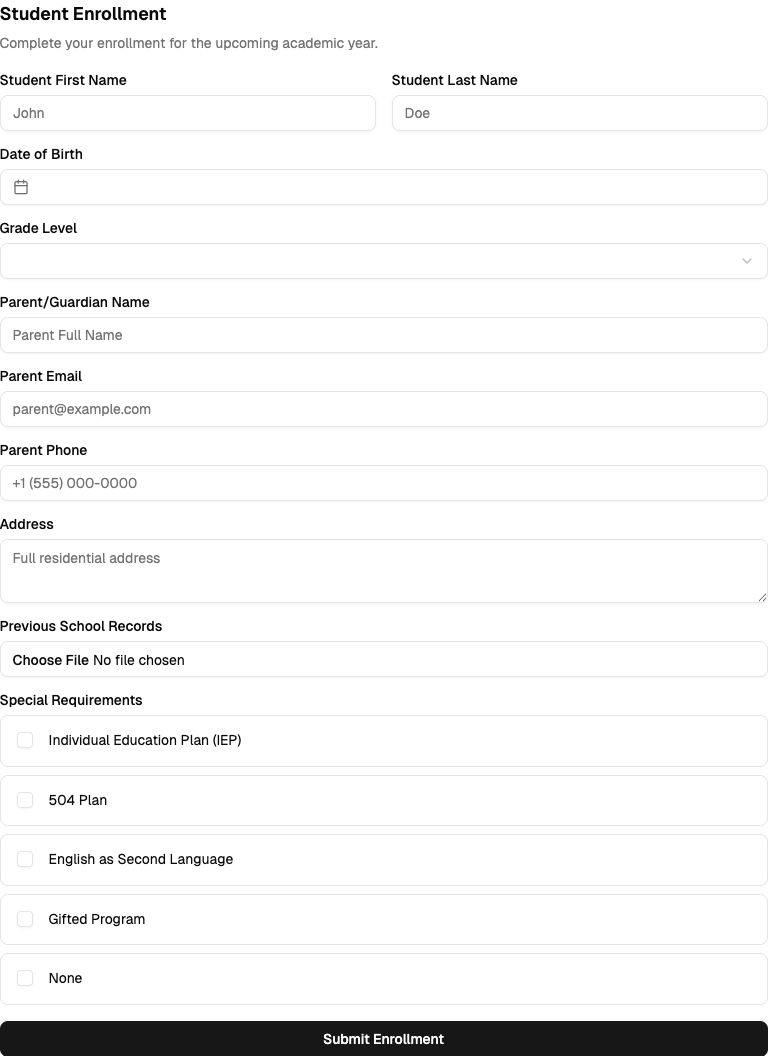 Student Enrollment
Complete your enrollment for the upcoming academic year.
Student First Name
Student Last Name
John
Doe
Date of Birth
Grade Level
Parent/Guardian Name
Parent Full Name
Parent Email
parent@example.com
Parent Phone
+1 (555) 000-0000
Address
Full residential address
Previous School Records
Choose File No file chosen
Special Requirements
Individual Education Plan (IEP)
504 Plan
English as Second Language
Gifted Program
None
Submit Enrollment